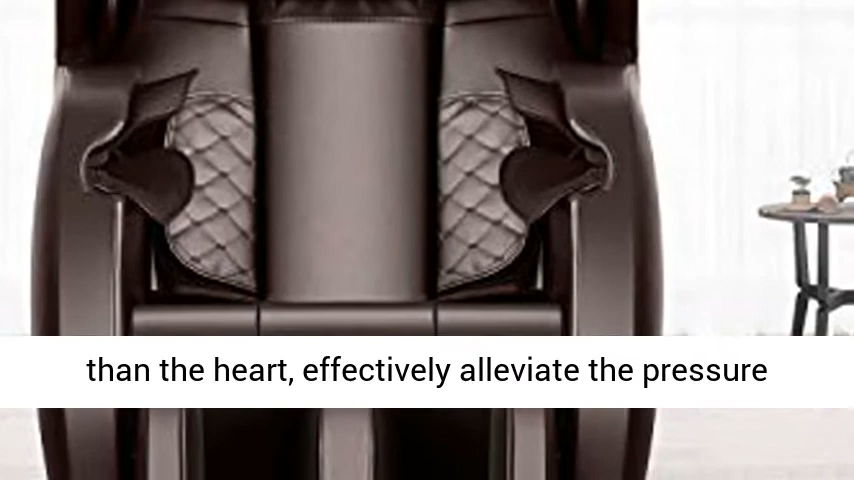 than the heart, effectively alleviate the pressure